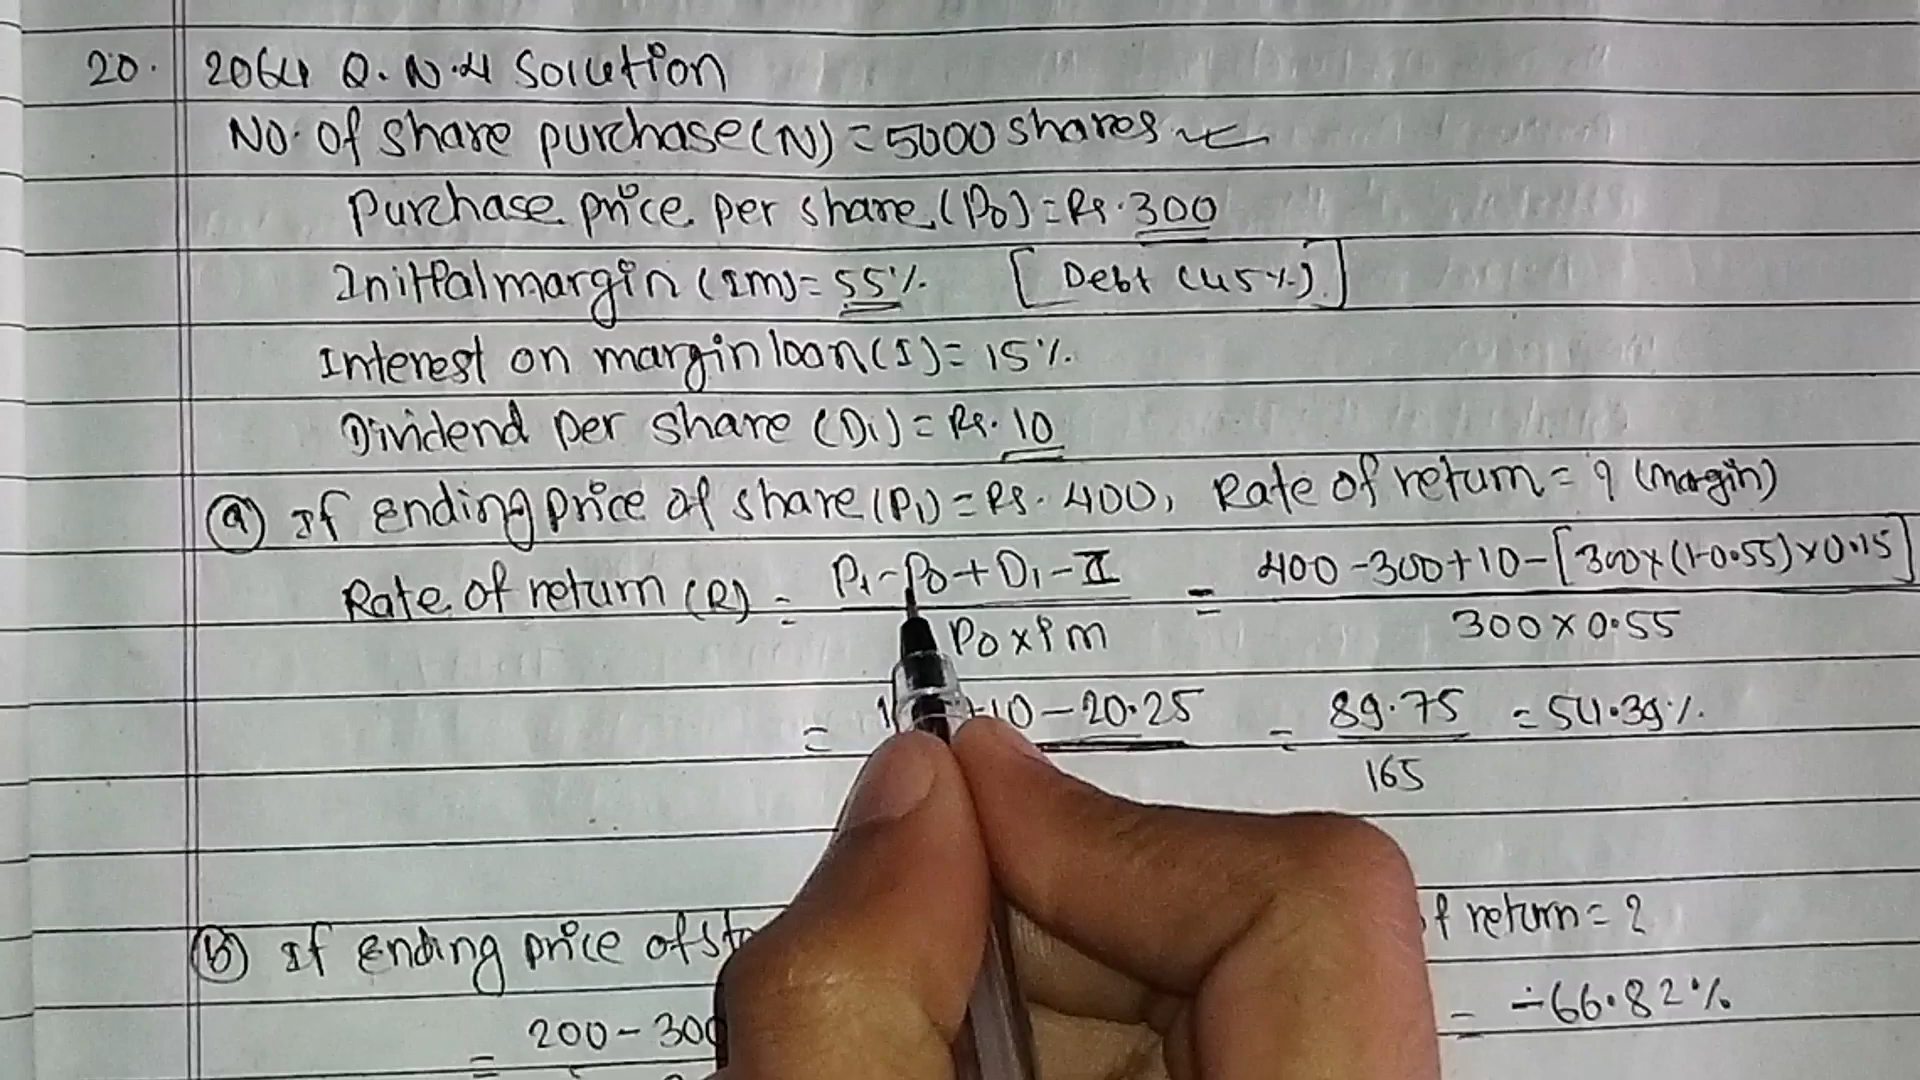 20. 2064 Q.N.4 Solution
No. of share purchase (N) = 5000 shares
Purchase price per share (P0) = Rs. 300
Initial margin (Im) = 55% [Debt (45%)]
Interest on margin loan (I) = 15%
Dividend per share (D1) = Rs. 10
(a) If ending price of share (P1) = Rs. 400, Rate of return = ? (margin)
Rate of return (R) = P1 - P0 + D1 - II / P0 x Im = 400 - 300 + 10 - [300 x (1-0.55) x 0.15] / 300 x 0.55
= +10 - 20.25 = 89.75 / 165 = 54.39%
(b) If ending price of f return = ?
= 200 - 300 = ÷66.82%